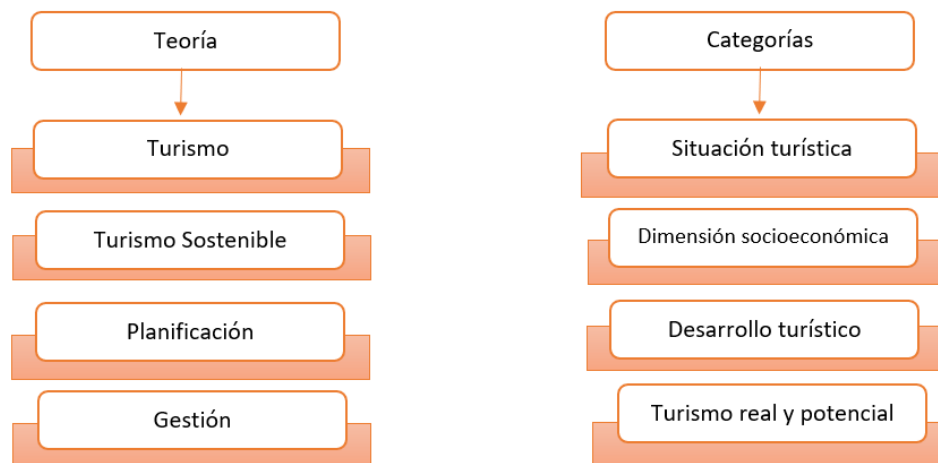 Teoría
Turismo
Turismo Sostenible
Planificación
Gestión
Categorías
Situación turística
Dimensión socioeconómica
Desarrollo turístico
Turismo real y potencial